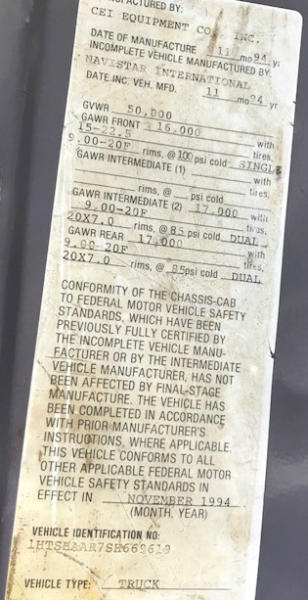 MANUFACTURED BY:
CEI EQUIPMENT CO., INC.
DATE OF MANUFACTURE 11 mo 94 yr
INCOMPLETE VEHICLE MANUFACTURED BY:
NAVISTAR INTERNATIONAL
DATE INC. VEH. MFD. 11 mo 94 yr
GVWR 50,000
GAWR FRONT 16,000 with
15-22.5 tires,
9.00-20F rims, @ 100 psi cold SINGLE
GAWR INTERMEDIATE (1) with
tires,
rims, @ psi cold
GAWR INTERMEDIATE (2) 17,000 with
9.00-20F tires,
20X7.0 rims, @ 85 psi cold DUAL
GAWR REAR 17,000 with
9.00-20F tires,
20X7.0 rims, @ 85 psi cold DUAL
CONFORMITY OF THE CHASSIS-CAB
TO FEDERAL MOTOR VEHICLE SAFETY
STANDARDS, WHICH HAVE BEEN
PREVIOUSLY FULLY CERTIFIED BY
THE INCOMPLETE VEHICLE MANU-
FACTURER OR BY THE INTERMEDIATE
VEHICLE MANUFACTURER, HAS NOT
BEEN AFFECTED BY FINAL-STAGE
MANUFACTURE. THE VEHICLE HAS
BEEN COMPLETED IN ACCORDANCE
WITH PRIOR MANUFACTURER'S
INSTRUCTIONS, WHERE APPLICABLE.
THIS VEHICLE CONFORMS TO ALL
OTHER APPLICABLE FEDERAL MOTOR
VEHICLE SAFETY STANDARDS IN
EFFECT IN NOVEMBER 1994
(MONTH, YEAR)
VEHICLE IDENTIFICATION NO:
VEHICLE TYPE: TRUCK